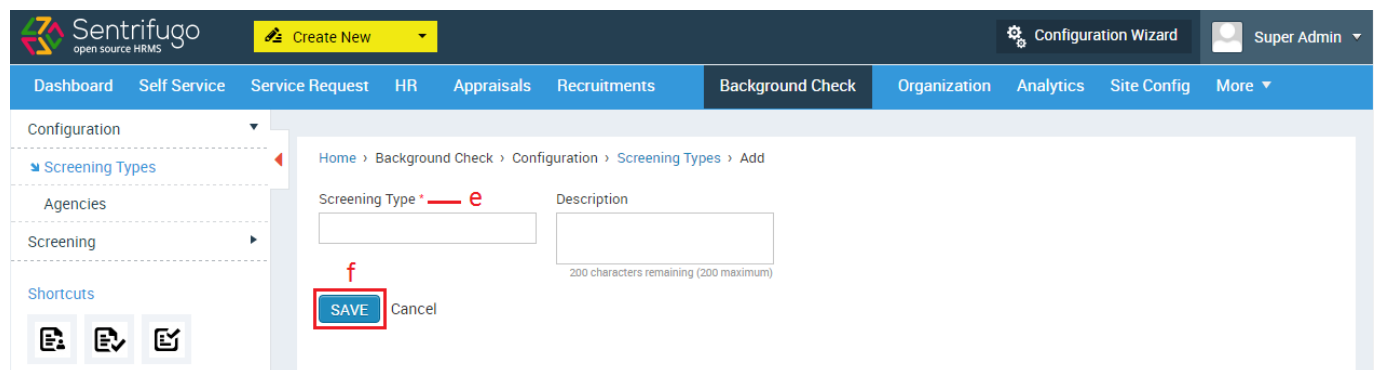 Sentrifugo
open source HRMS
Create New
Configuration Wizard
Super Admin
Dashboard Self Service Service Request HR Appraisals Recruitments Background Check Organization Analytics Site Config More
Configuration
Screening Types
Agencies
Screening
Shortcuts
Home › Background Check › Configuration › Screening Types › Add
Screening Type * e
Description
200 characters remaining (200 maximum)
f
SAVE Cancel